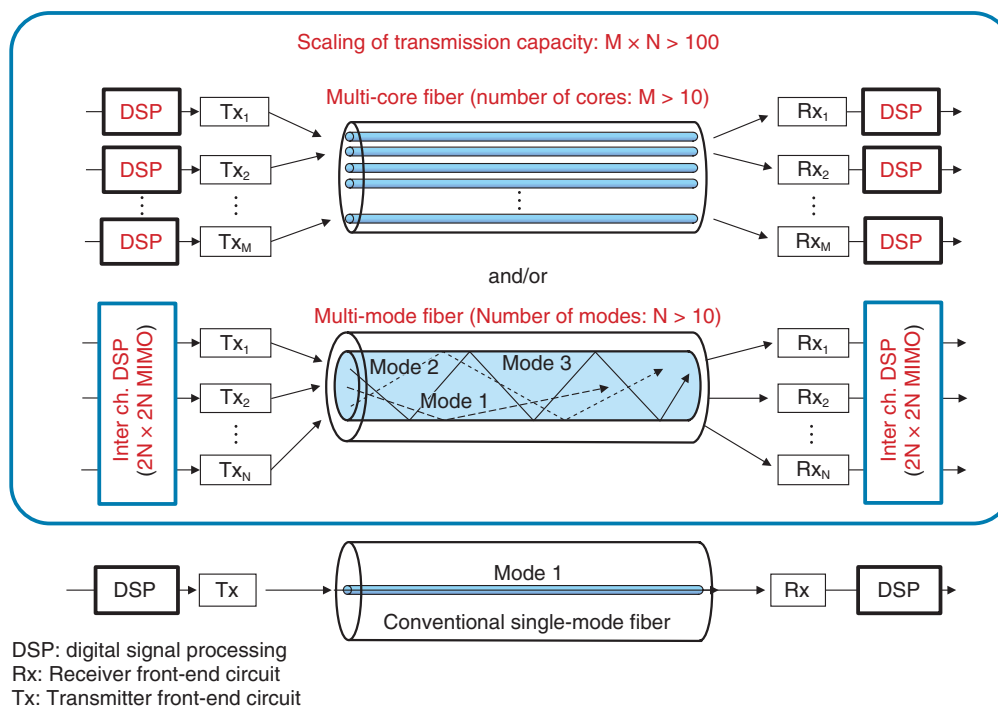 Scaling of transmission capacity: M × N > 100
Multi-core fiber (number of cores: M > 10)
DSP
Tx1
Rx1
DSP
DSP
Tx2
Rx2
DSP
DSP
TxM
RxM
DSP
and/or
Multi-mode fiber (Number of modes: N > 10)
Inter ch. DSP
(2N × 2N MIMO)
Tx1
Tx2
TxN
Mode 2
Mode 3
Mode 1
Rx1
Rx2
RxN
Inter ch. DSP
(2N × 2N MIMO)
DSP
Tx
Mode 1
Conventional single-mode fiber
Rx
DSP
DSP: digital signal processing
Rx: Receiver front-end circuit
Tx: Transmitter front-end circuit